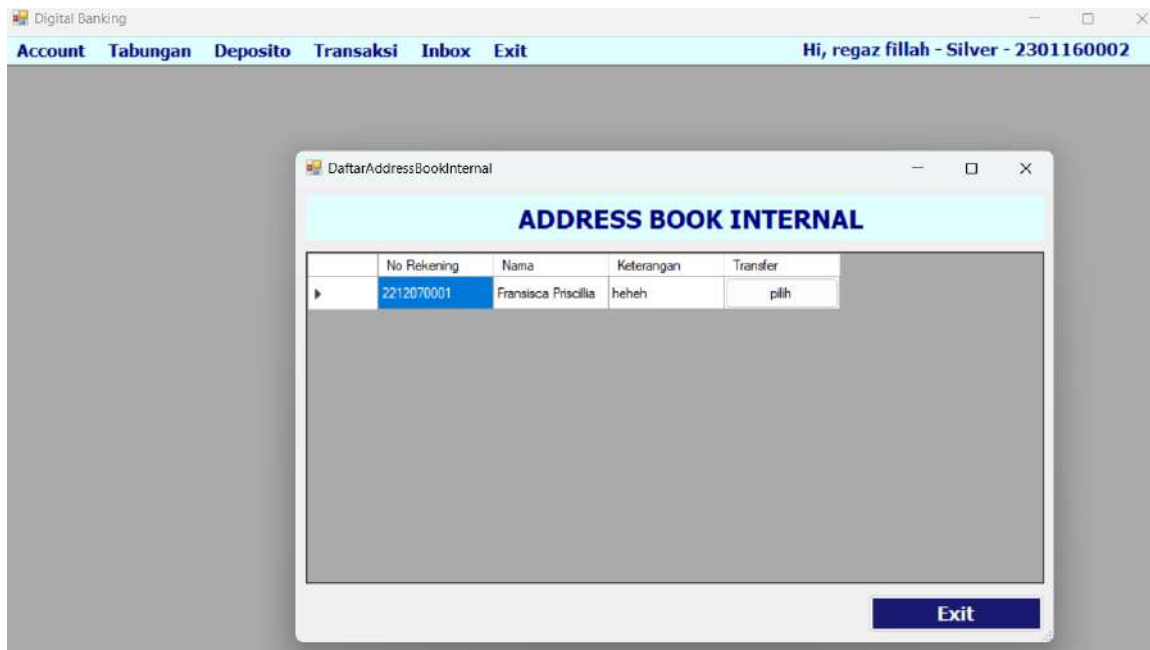 Digital Banking
Account Tabungan Deposito Transaksi Inbox Exit Hi, regaz fillah - Silver - 2301160002
DaftarAddressBookInternal
ADDRESS BOOK INTERNAL
No Rekening Nama Keterangan Transfer
2212070001 Fransisca Priscillia heheh pilih
Exit